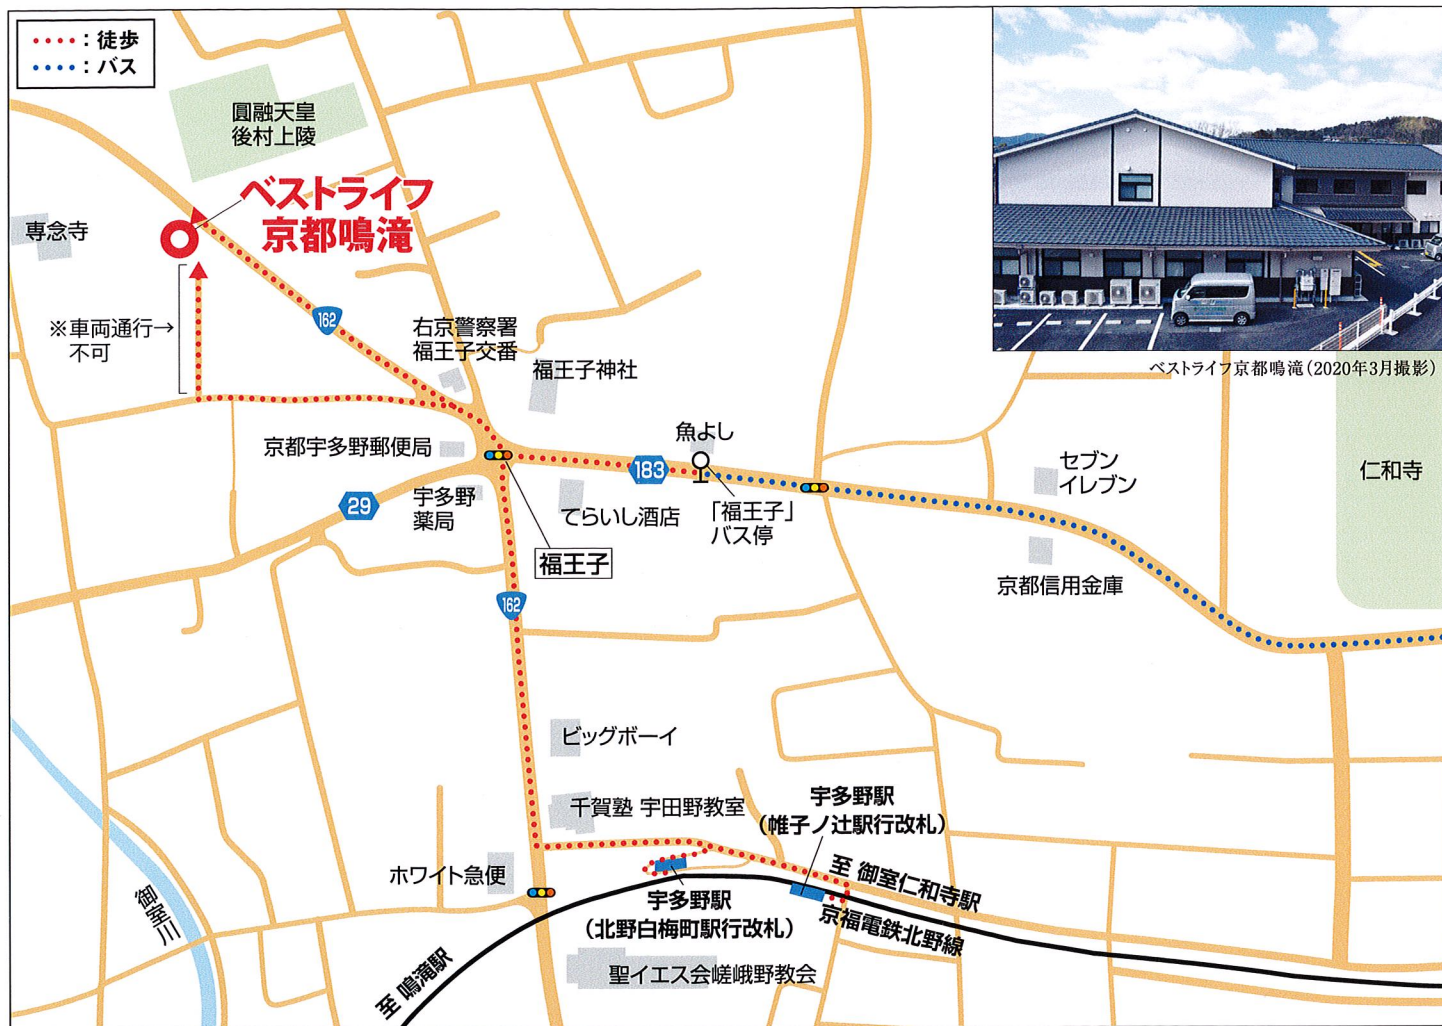 ：徒歩
：バス
圓融天皇
後村上陵
ベストライフ
京都鳴滝
専念寺
※車両通行→
不可
162
右京警察署
福王子交番
福王子神社
ベストライフ京都鳴滝（2020年3月撮影）
京都宇多野郵便局
魚よし
183
セブン
イレブン
仁和寺
29
宇多野
薬局
てらいし酒店
「福王子」
バス停
福王子
京都信用金庫
162
ビッグボーイ
千賀塾 宇田野教室
宇多野駅
（帷子ノ辻駅行改札）
ホワイト急便
至 御室仁和寺駅
宇多野駅
（北野白梅町駅行改札）
京福電鉄北野線
御室川
至 鳴滝駅
聖イエス会嵯峨野教会